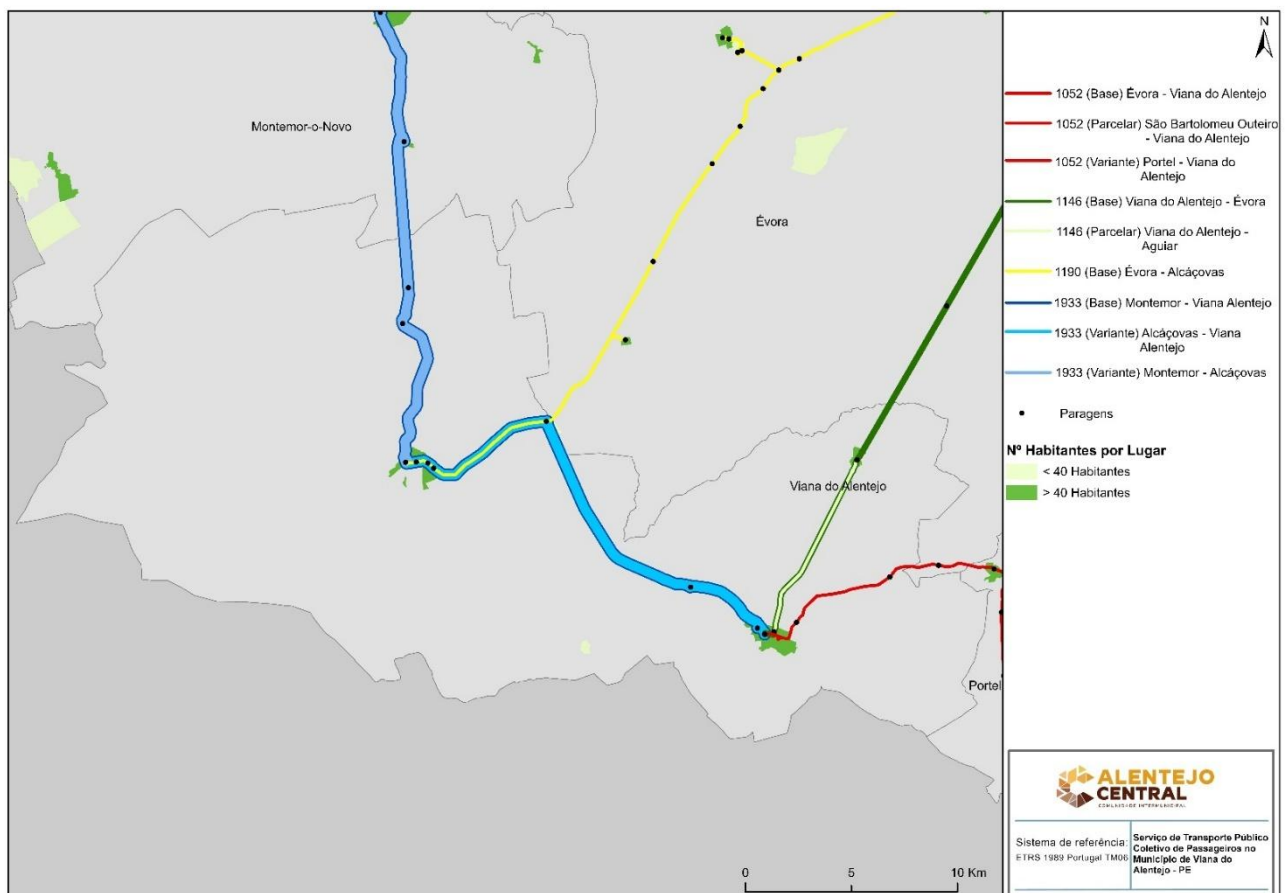 N
Montemor-o-Novo
Évora
Viana do Alentejo
Portel
1052 (Base) Évora - Viana do Alentejo
1052 (Parcelar) São Bartolomeu Outeiro
- Viana do Alentejo
1052 (Variante) Portel - Viana do
Alentejo
1146 (Base) Viana do Alentejo - Évora
1146 (Parcelar) Viana do Alentejo -
Aguiar
1190 (Base) Évora - Alcáçovas
1933 (Base) Montemor - Viana Alentejo
1933 (Variante) Alcáçovas - Viana
Alentejo
1933 (Variante) Montemor - Alcáçovas
Paragens
Nº Habitantes por Lugar
< 40 Habitantes
> 40 Habitantes
0 5 10 Km
ALENTEJO
CENTRAL
COMUNIDADE INTERMUNICIPAL
Sistema de referência:
ETRS 1989 Portugal TM06
Serviço de Transporte Público
Coletivo de Passageiros no
Município de Viana do
Alentejo - PE